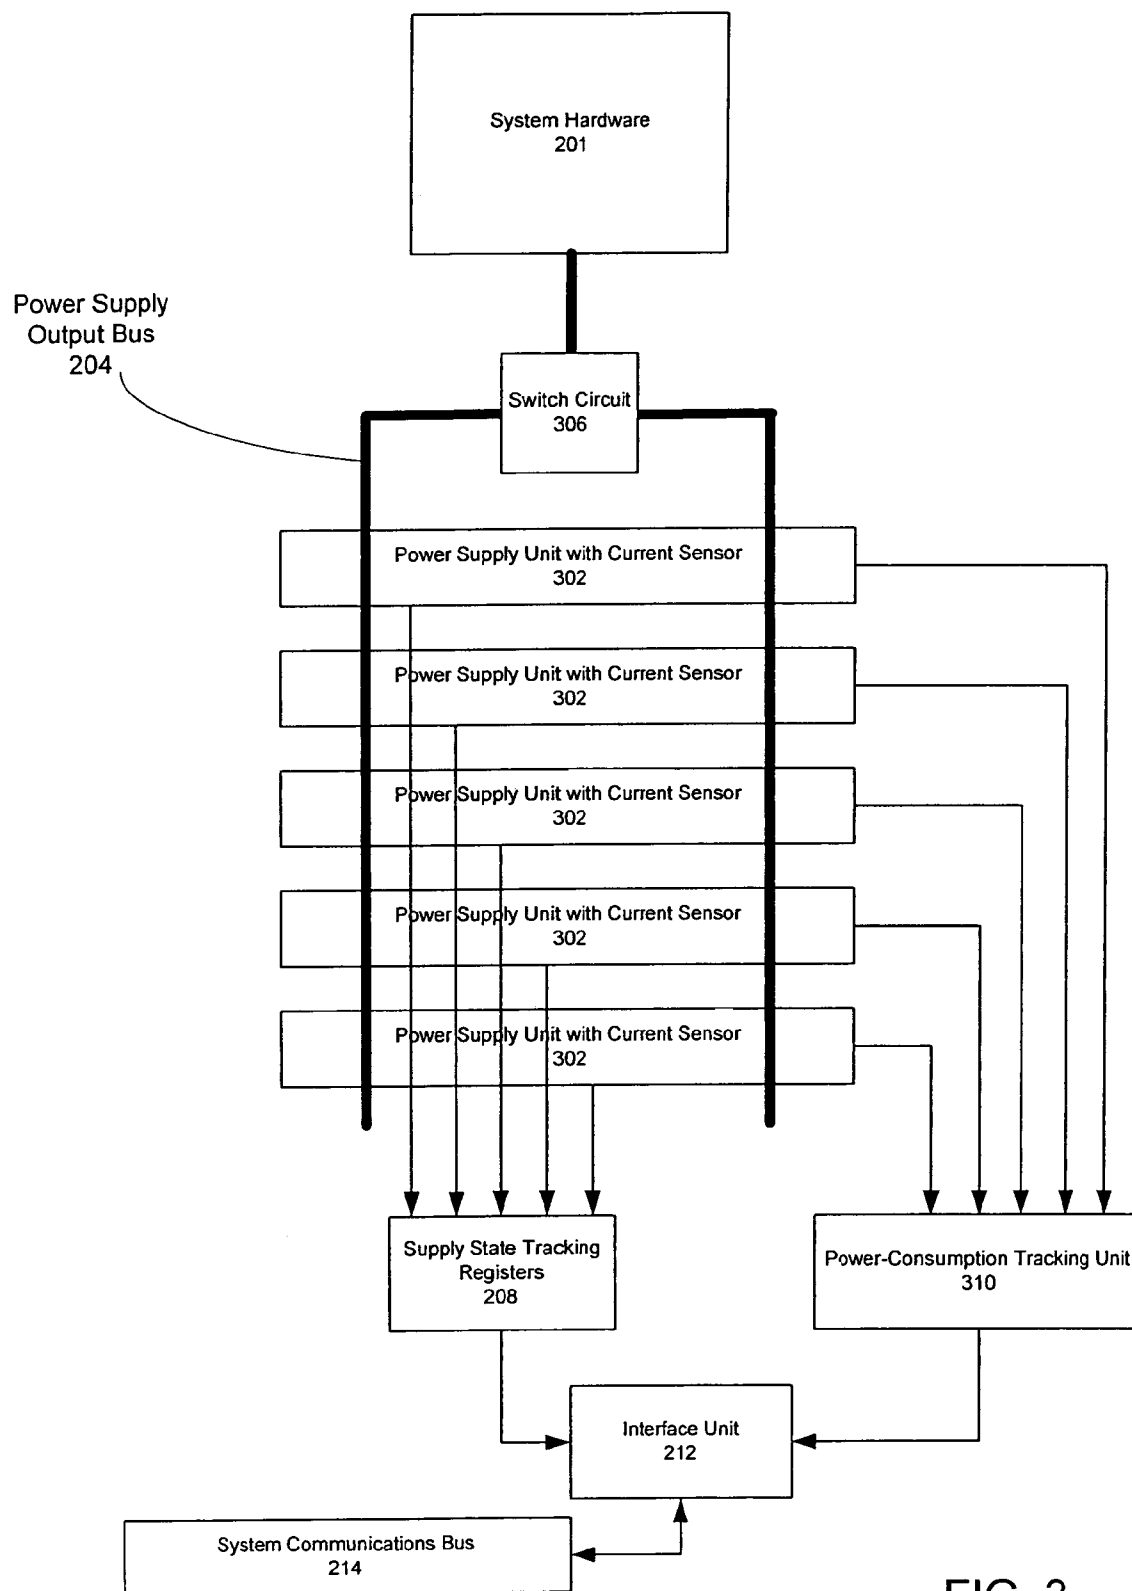 System Hardware
201
Power Supply
Output Bus
204
Switch Circuit
306
Power Supply Unit with Current Sensor
302
Power Supply Unit with Current Sensor
302
Power Supply Unit with Current Sensor
302
Power Supply Unit with Current Sensor
302
Power Supply Unit with Current Sensor
302
Supply State Tracking
Registers
208
Power-Consumption Tracking Unit
310
Interface Unit
212
System Communications Bus
214